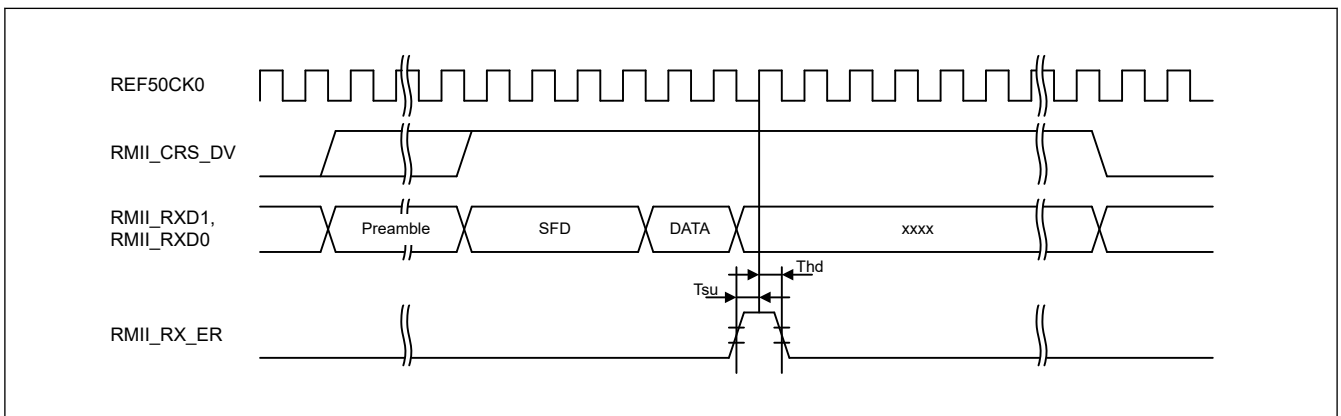 REF50CK0
RMII_CRS_DV
RMII_RXD1,
RMII_RXD0
Preamble
SFD
DATA
xxxx
Thd
Tsu
RMII_RX_ER